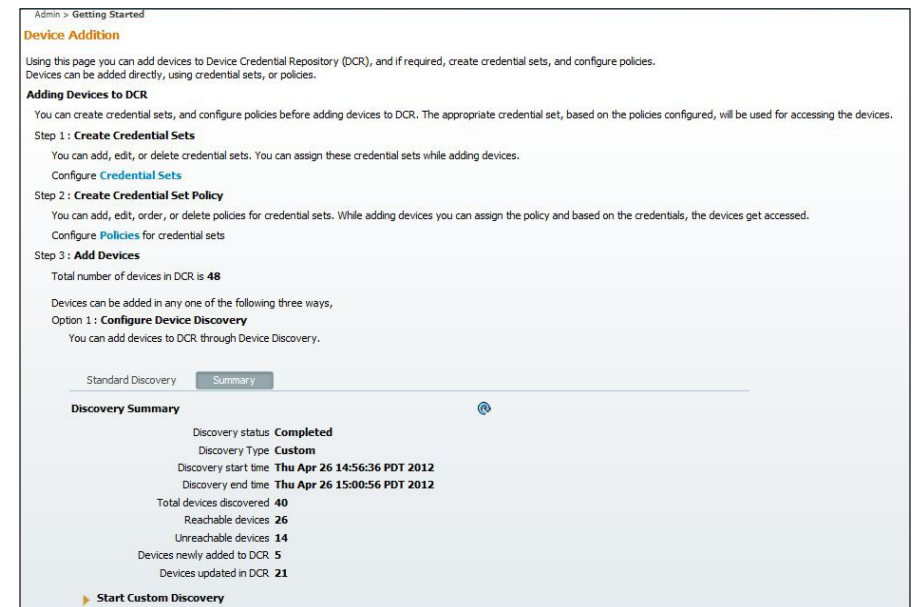 Admin > Getting Started
Device Addition
Using this page you can add devices to Device Credential Repository (DCR), and if required, create credential sets, and configure policies.
Devices can be added directly, using credential sets, or policies.
Adding Devices to DCR
You can create credential sets, and configure policies before adding devices to DCR. The appropriate credential set, based on the policies configured, will be used for accessing the devices.
Step 1 : Create Credential Sets
You can add, edit, or delete credential sets. You can assign these credential sets while adding devices.
Configure Credential Sets
Step 2 : Create Credential Set Policy
You can add, edit, order, or delete policies for credential sets. While adding devices you can assign the policy and based on the credentials, the devices get accessed.
Configure Policies for credential sets
Step 3 : Add Devices
Total number of devices in DCR is 48
Devices can be added in any one of the following three ways,
Option 1 : Configure Device Discovery
You can add devices to DCR through Device Discovery.
Standard Discovery Summary
Discovery Summary
Discovery status Completed
Discovery Type Custom
Discovery start time Thu Apr 26 14:56:36 PDT 2012
Discovery end time Thu Apr 26 15:00:56 PDT 2012
Total devices discovered 40
Reachable devices 26
Unreachable devices 14
Devices newly added to DCR 5
Devices updated in DCR 21
Start Custom Discovery